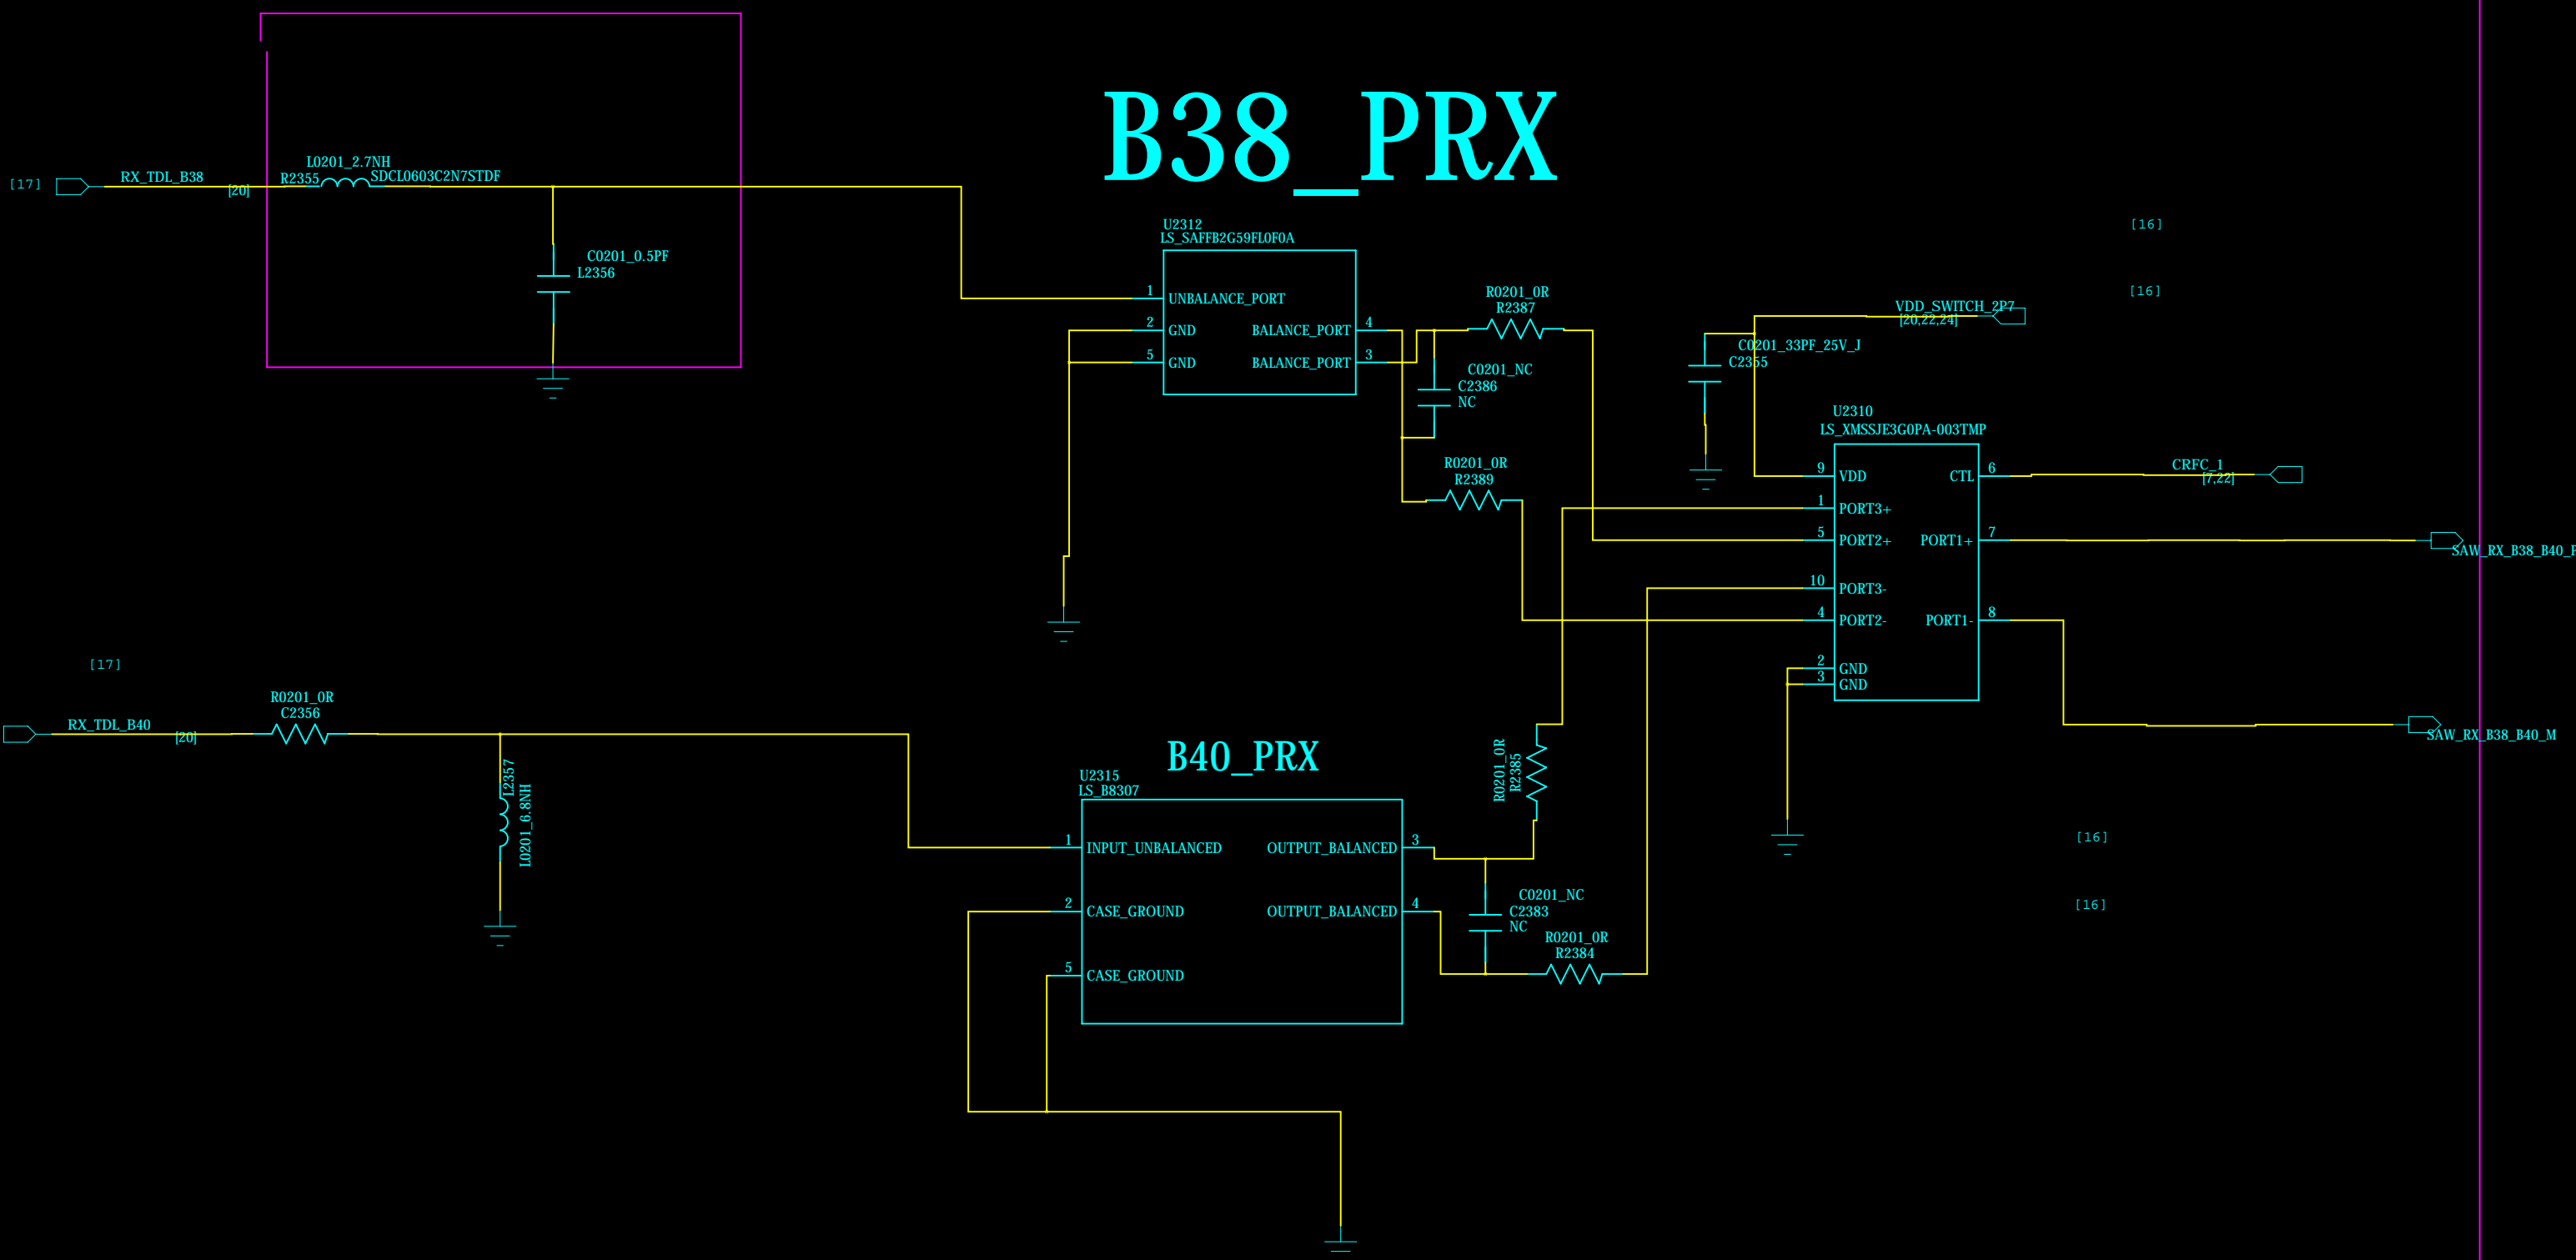 B38_PRX
[17]
RX_TDL_B38
[20]
L0201_2.7NH
R2355
SDCL0603C2N7STDF
C0201_0.5PF
L2356
U2312
LS_SAFFB2G59FL0F0A
1
UNBALANCE_PORT
2
GND
BALANCE_PORT
4
5
GND
BALANCE_PORT
3
R0201_0R
R2387
C0201_NC
C2386
NC
R0201_0R
R2389
[16]
[16]
VDD_SWITCH_2P7
[20,22,24]
C0201_33PF_25V_J
C2355
U2310
LS_XMSSJE3G0PA-003TMP
9
VDD
CTL
6
CRFC_1
[7,22]
1
PORT3+
5
PORT2+
PORT1+
7
SAW_RX_B38_B40_P
10
PORT3-
4
PORT2-
PORT1-
8
2
GND
3
GND
SAW_RX_B38_B40_M
[17]
RX_TDL_B40
[20]
R0201_0R
C2356
L2357
L0201_6.8NH
B40_PRX
U2315
LS_B8307
1
INPUT_UNBALANCED
OUTPUT_BALANCED
3
2
CASE_GROUND
OUTPUT_BALANCED
4
5
CASE_GROUND
R0201_0R
R2385
C0201_NC
C2383
NC
R0201_0R
R2384
[16]
[16]